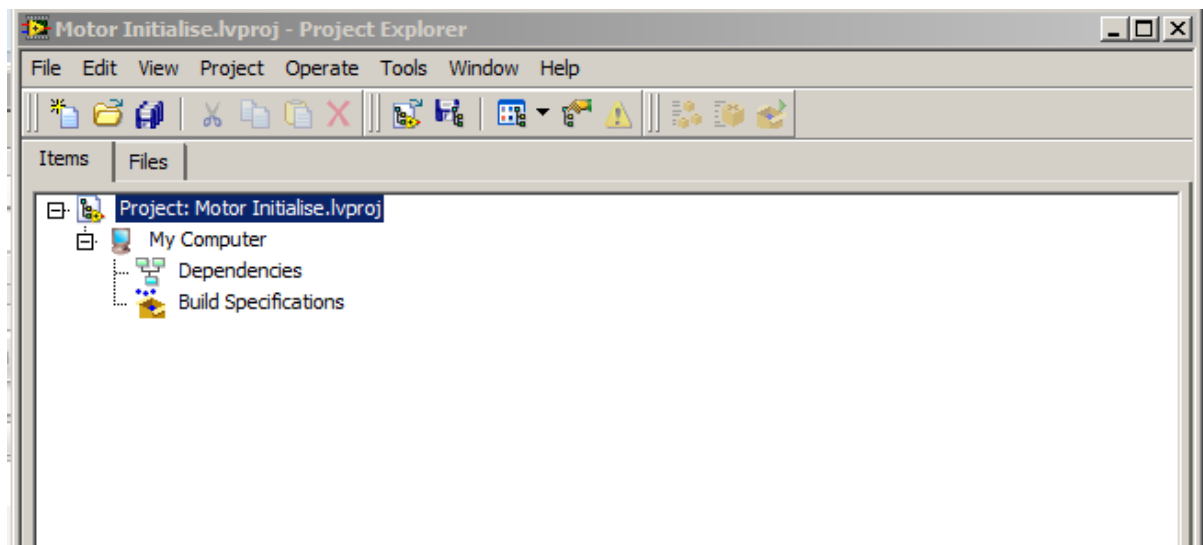 Motor Initialise.lvproj - Project Explorer
File Edit View Project Operate Tools Window Help
Items Files
Project: Motor Initialise.lvproj
My Computer
Dependencies
Build Specifications